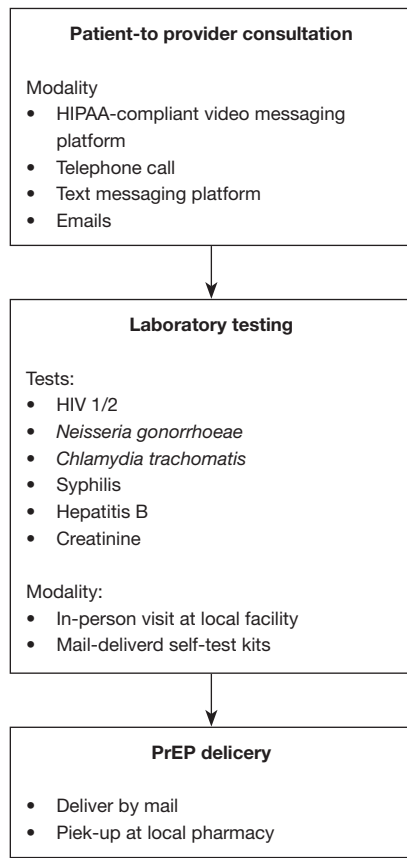 Patient-to provider consultation
Modality
• HIPAA-compliant video messaging
platform
• Telephone call
• Text messaging platform
• Emails
Laboratory testing
Tests:
• HIV 1/2
• Neisseria gonorrhoeae
• Chlamydia trachomatis
• Syphilis
• Hepatitis B
• Creatinine
Modality:
• In-person visit at local facility
• Mail-deliverd self-test kits
PrEP delicery
• Deliver by mail
• Piek-up at local pharmacy